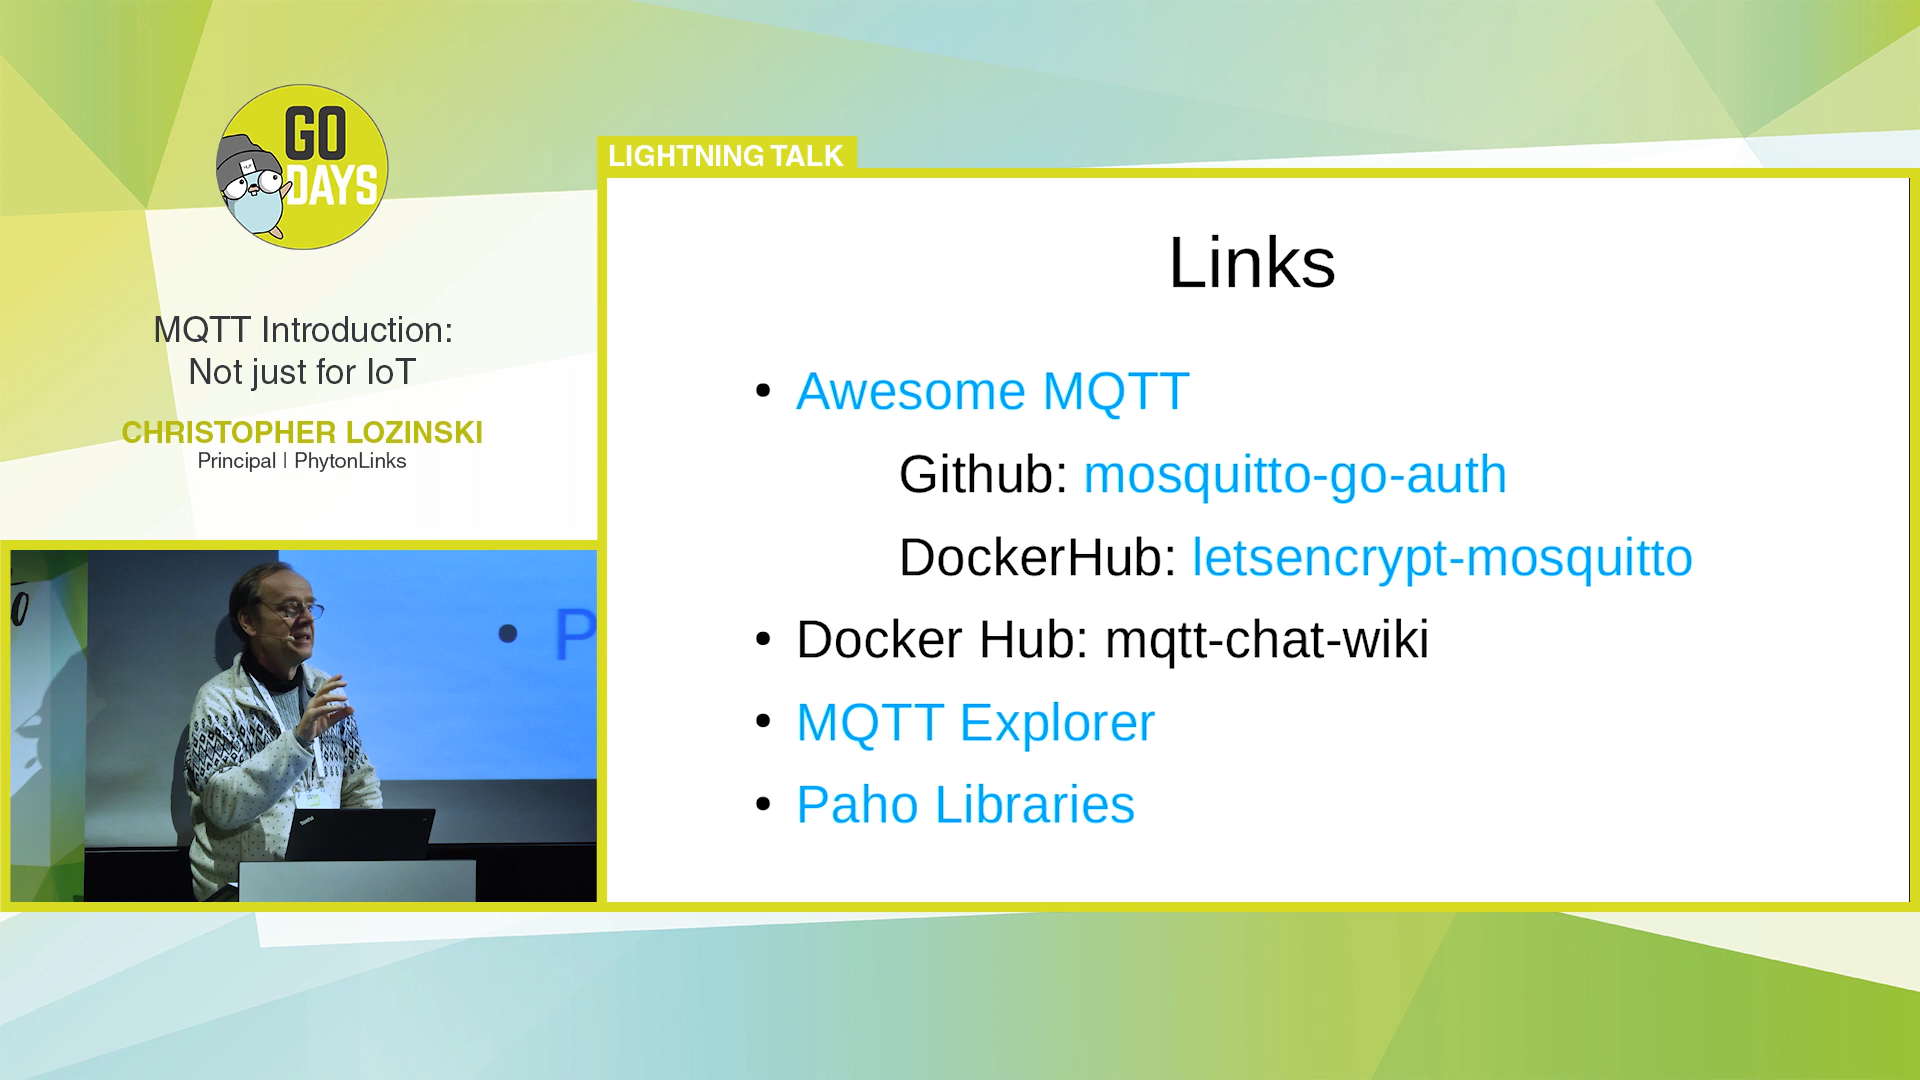 GO
DAYS
MQTT Introduction:
Not just for IoT
CHRISTOPHER LOZINSKI
Principal | PhytonLinks
LIGHTNING TALK
Links
• Awesome MQTT
Github: mosquitto-go-auth
DockerHub: letsencrypt-mosquitto
• Docker Hub: mqtt-chat-wiki
• MQTT Explorer
• Paho Libraries
• P